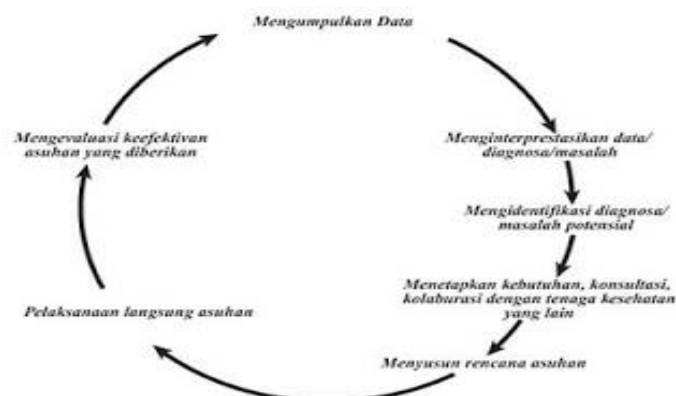 Mengumpulkan Data
Menginterprestasikan data/
diagnosa/masalah
Mengidentifikasi diagnosa/
masalah potensial
Menetapkan kebutuhan, konsultasi,
kolaburasi dengan tenaga kesehatan
yang lain
Menyusun rencana asuhan
Pelaksanaan langsung asuhan
Mengevaluasi keefektivan
asuhan yang diberikan